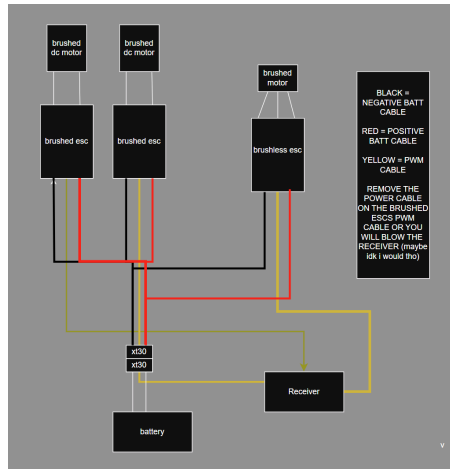 brushed
dc motor
brushed
dc motor
brushed
motor
brushed esc
brushed esc
brushless esc
BLACK =
NEGATIVE BATT
CABLE
RED = POSITIVE
BATT CABLE
YELLOW = PWM
CABLE
REMOVE THE
POWER CABLE
ON THE BRUSHED
ESCS PWM
CABLE OR YOU
WILL BLOW THE
RECEIVER (maybe
idk i would tho)
xt30
xt30
Receiver
battery
v